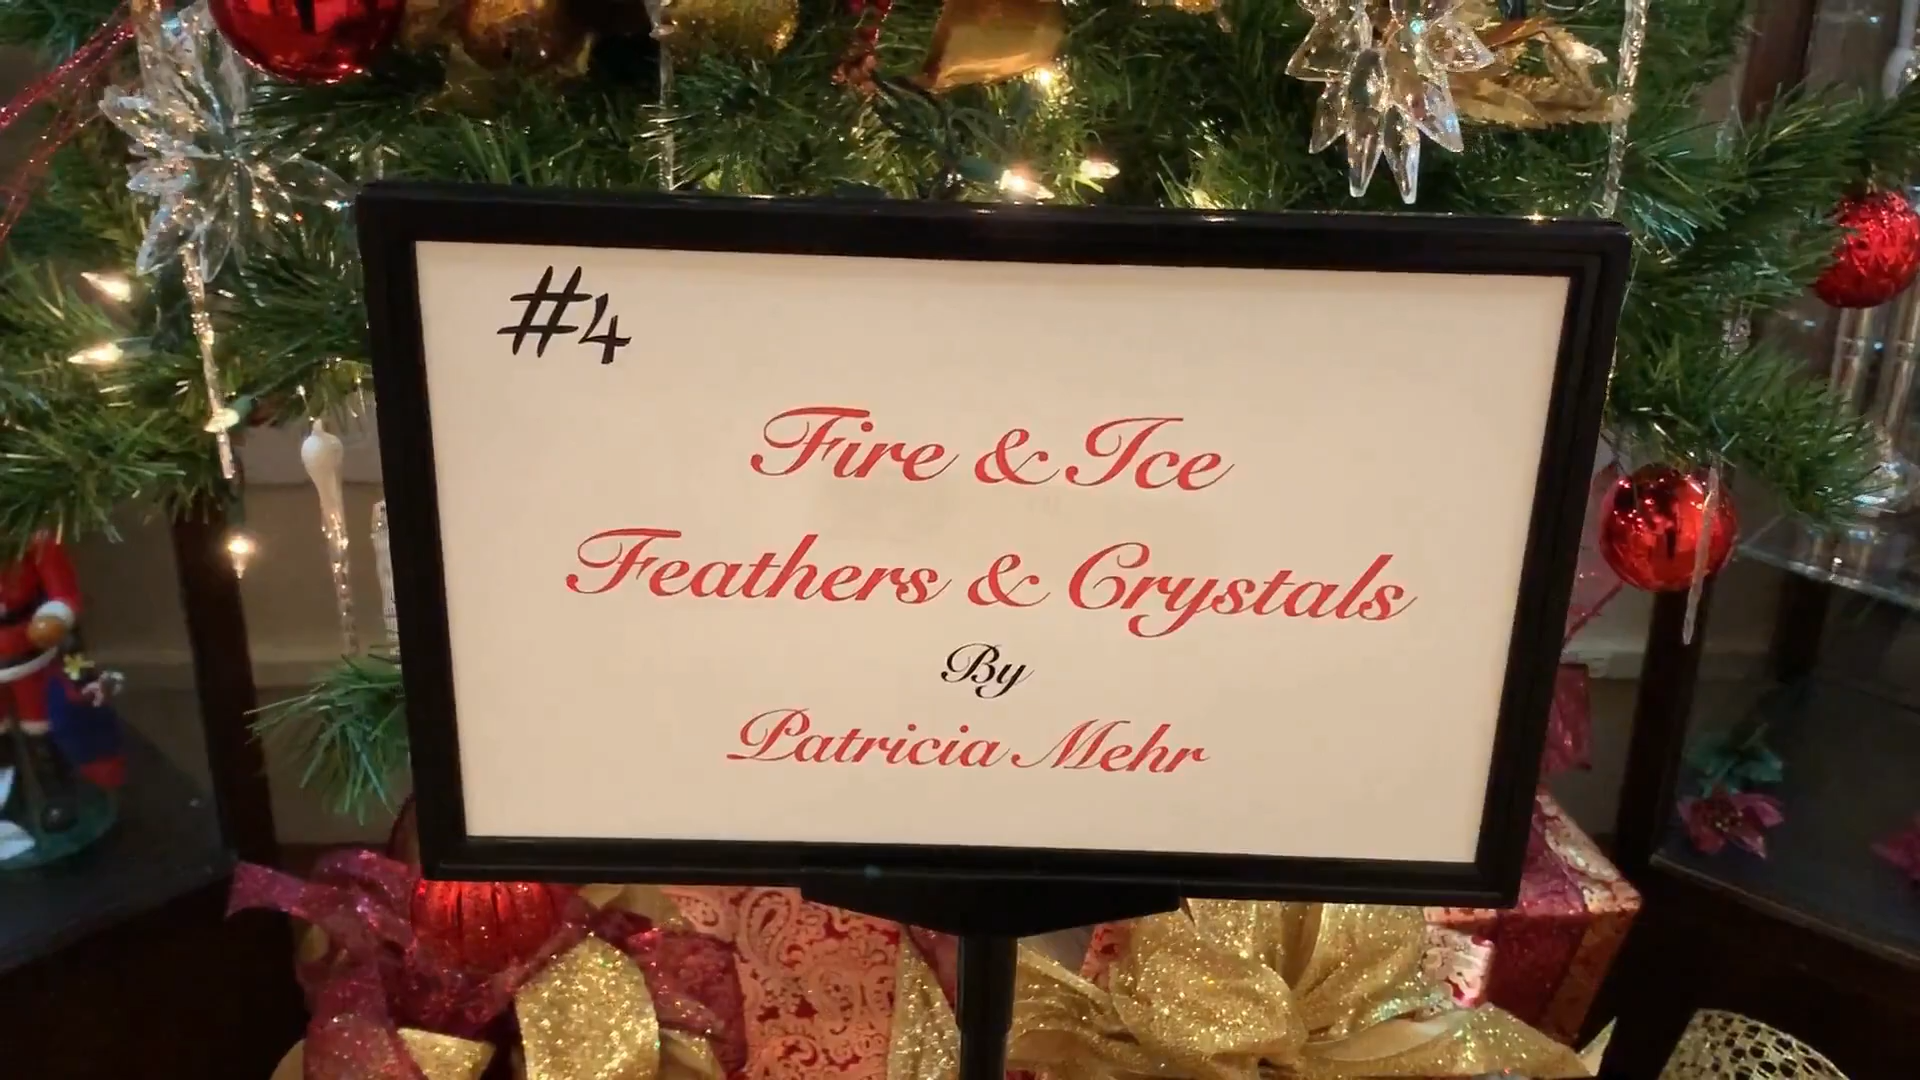 #4
Fire & Ice
Feathers & Crystals
By
Patricia Mehr